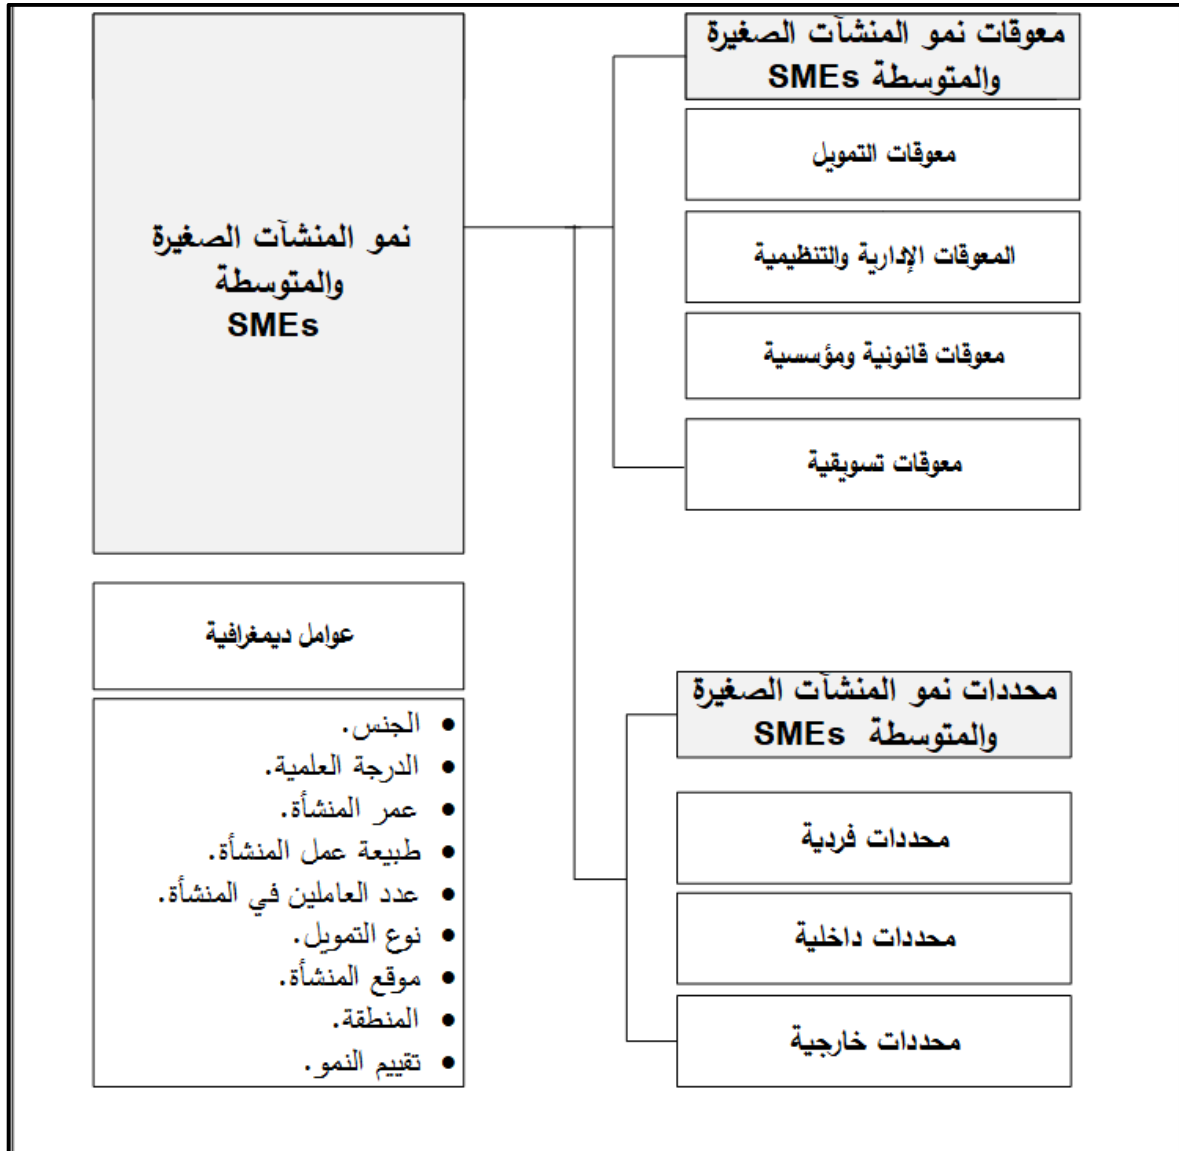 معوقات نمو المنشآت الصغيرة
والمتوسطة SMEs
معوقات التمويل
المعوقات الإدارية والتنظيمية
معوقات قانونية ومؤسسية
معوقات تسويقية
نمو المنشآت الصغيرة
والمتوسطة
SMEs
محددات نمو المنشآت الصغيرة
والمتوسطة SMEs
محددات فردية
محددات داخلية
محددات خارجية
عوامل ديمغرافية
• الجنس.
• الدرجة العلمية.
• عمر المنشأة.
• طبيعة عمل المنشأة.
• عدد العاملين في المنشأة.
• نوع التمويل.
• موقع المنشأة.
• المنطقة.
• تقييم النمو.